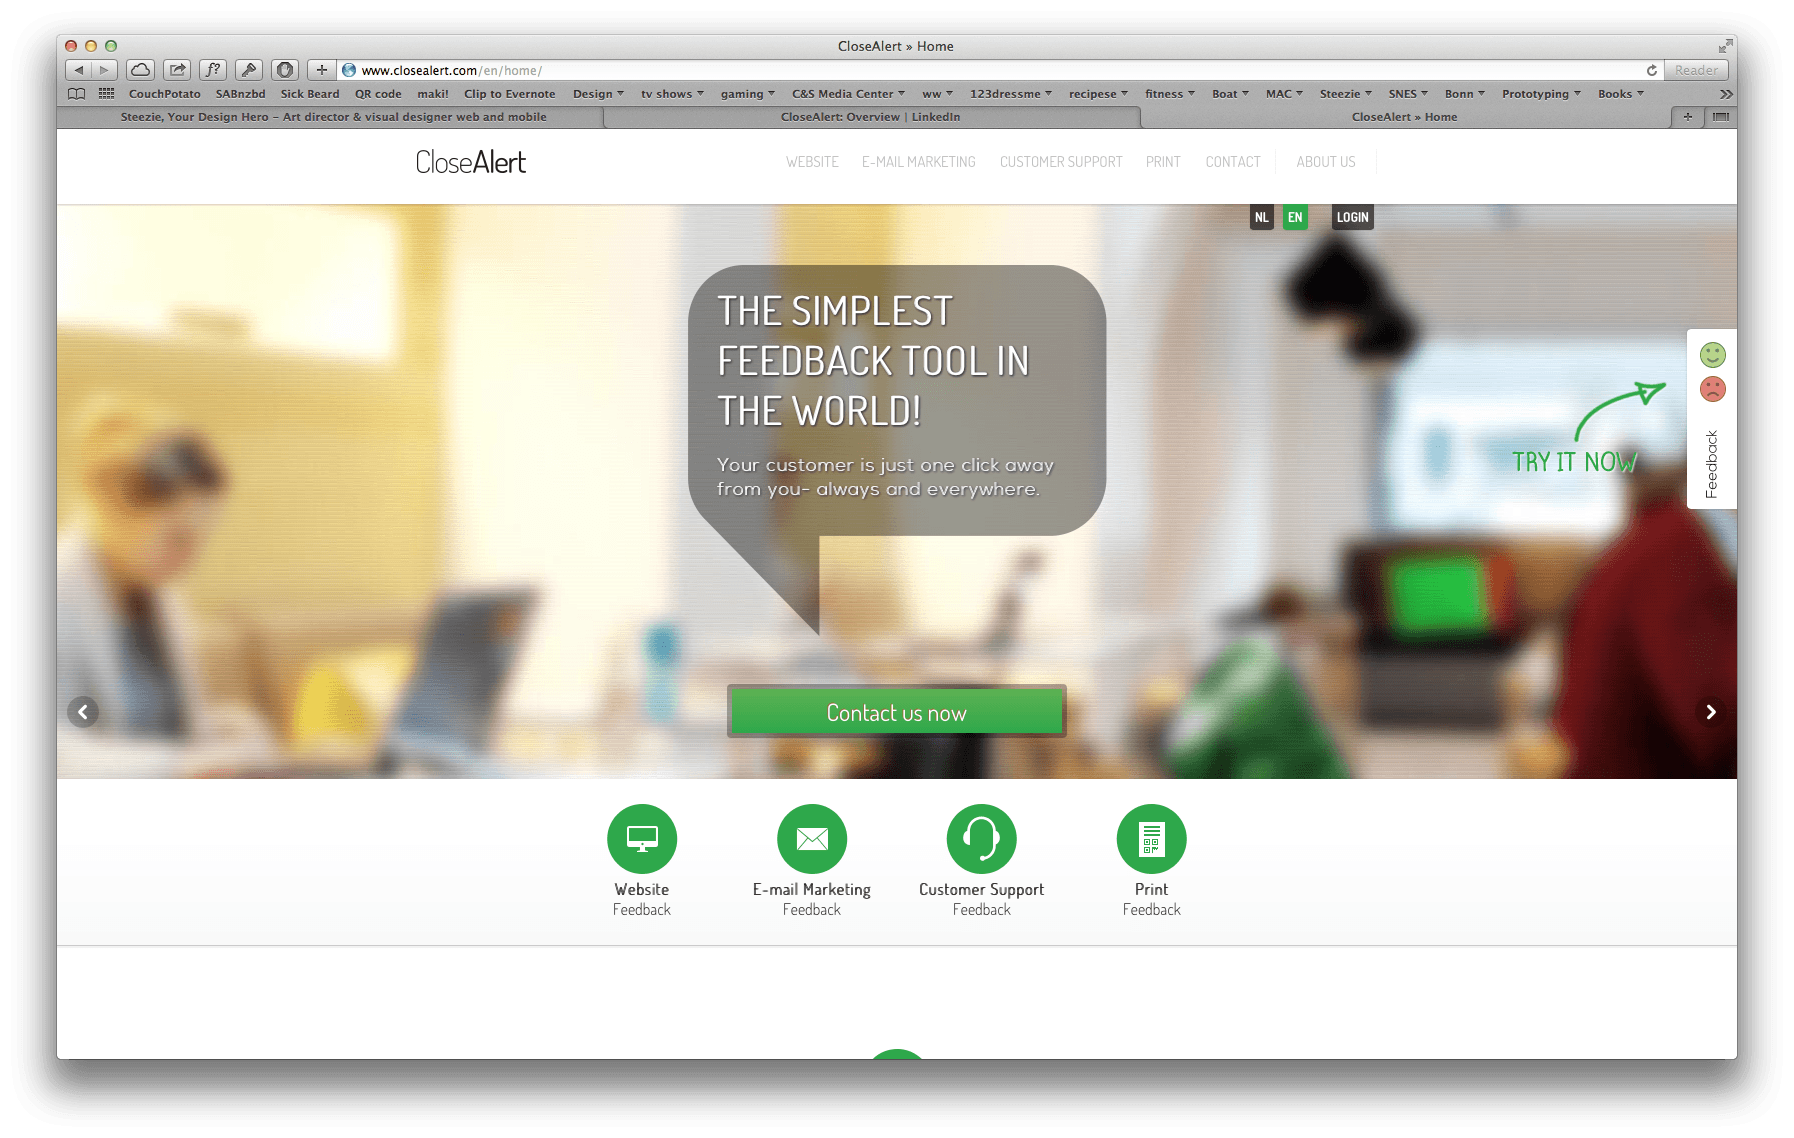 CloseAlert » Home
f?
www.closealert.com/en/home/
Reader
CouchPotato SABnzbd Sick Beard QR code maki! Clip to Evernote Design tv shows gaming C&S Media Center ww 123dressme recipese fitness Boat MAC Steezie SNES Bonn Prototyping Books
Steezie, Your Design Hero – Art director & visual designer web and mobile
CloseAlert: Overview | LinkedIn
CloseAlert » Home
CloseAlert
WEBSITE E-MAIL MARKETING CUSTOMER SUPPORT PRINT CONTACT ABOUT US
NL EN LOGIN
THE SIMPLEST
FEEDBACK TOOL IN
THE WORLD!
Your customer is just one click away
from you- always and everywhere.
TRY IT NOW
Feedback
Contact us now
Website
Feedback
E-mail Marketing
Feedback
Customer Support
Feedback
Print
Feedback